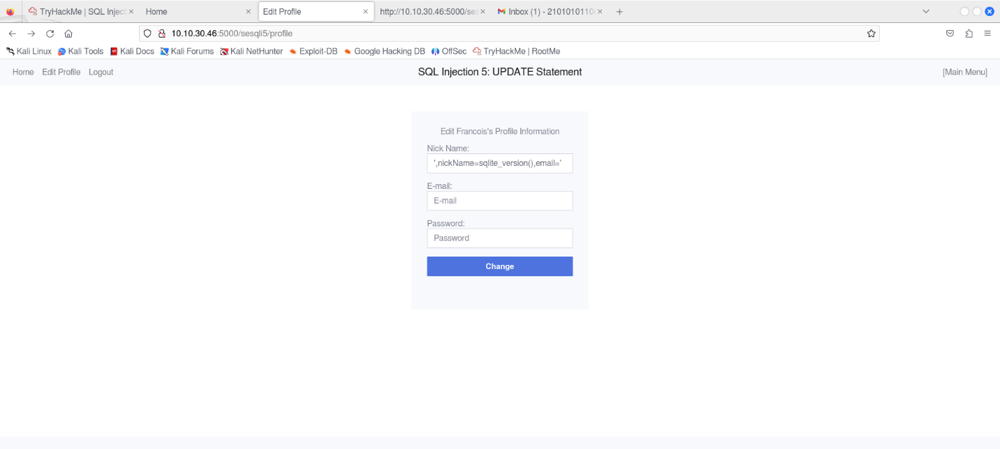 TryHackMe | SQL Inject
Home
Edit Profile
http://10.10.30.46:5000/ses
Inbox (1) - 2101010110
10.10.30.46:5000/sesqli5/profile
Kali Linux Kali Tools Kali Docs Kali Forums Kali NetHunter Exploit-DB Google Hacking DB OffSec TryHackMe | RootMe
Home Edit Profile Logout
SQL Injection 5: UPDATE Statement
[Main Menu]
Edit Francois's Profile Information
Nick Name:
',nickName=sqlite_version(),email='
E-mail:
E-mail
Password:
Password
Change